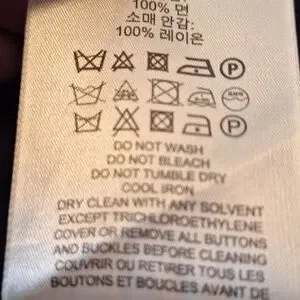 100% 면
소매 안감:
100% 레이온
P
P
DO NOT WASH
DO NOT BLEACH
DO NOT TUMBLE DRY
COOL IRON
DRY CLEAN WITH ANY SOLVENT
EXCEPT TRICHLOROETHYLENE
COVER OR REMOVE ALL BUTTONS
AND BUCKLES BEFORE CLEANING
COUVRIR OU RETIRER TOUS LES
BOUTONS ET BOUCLES AVANT DE